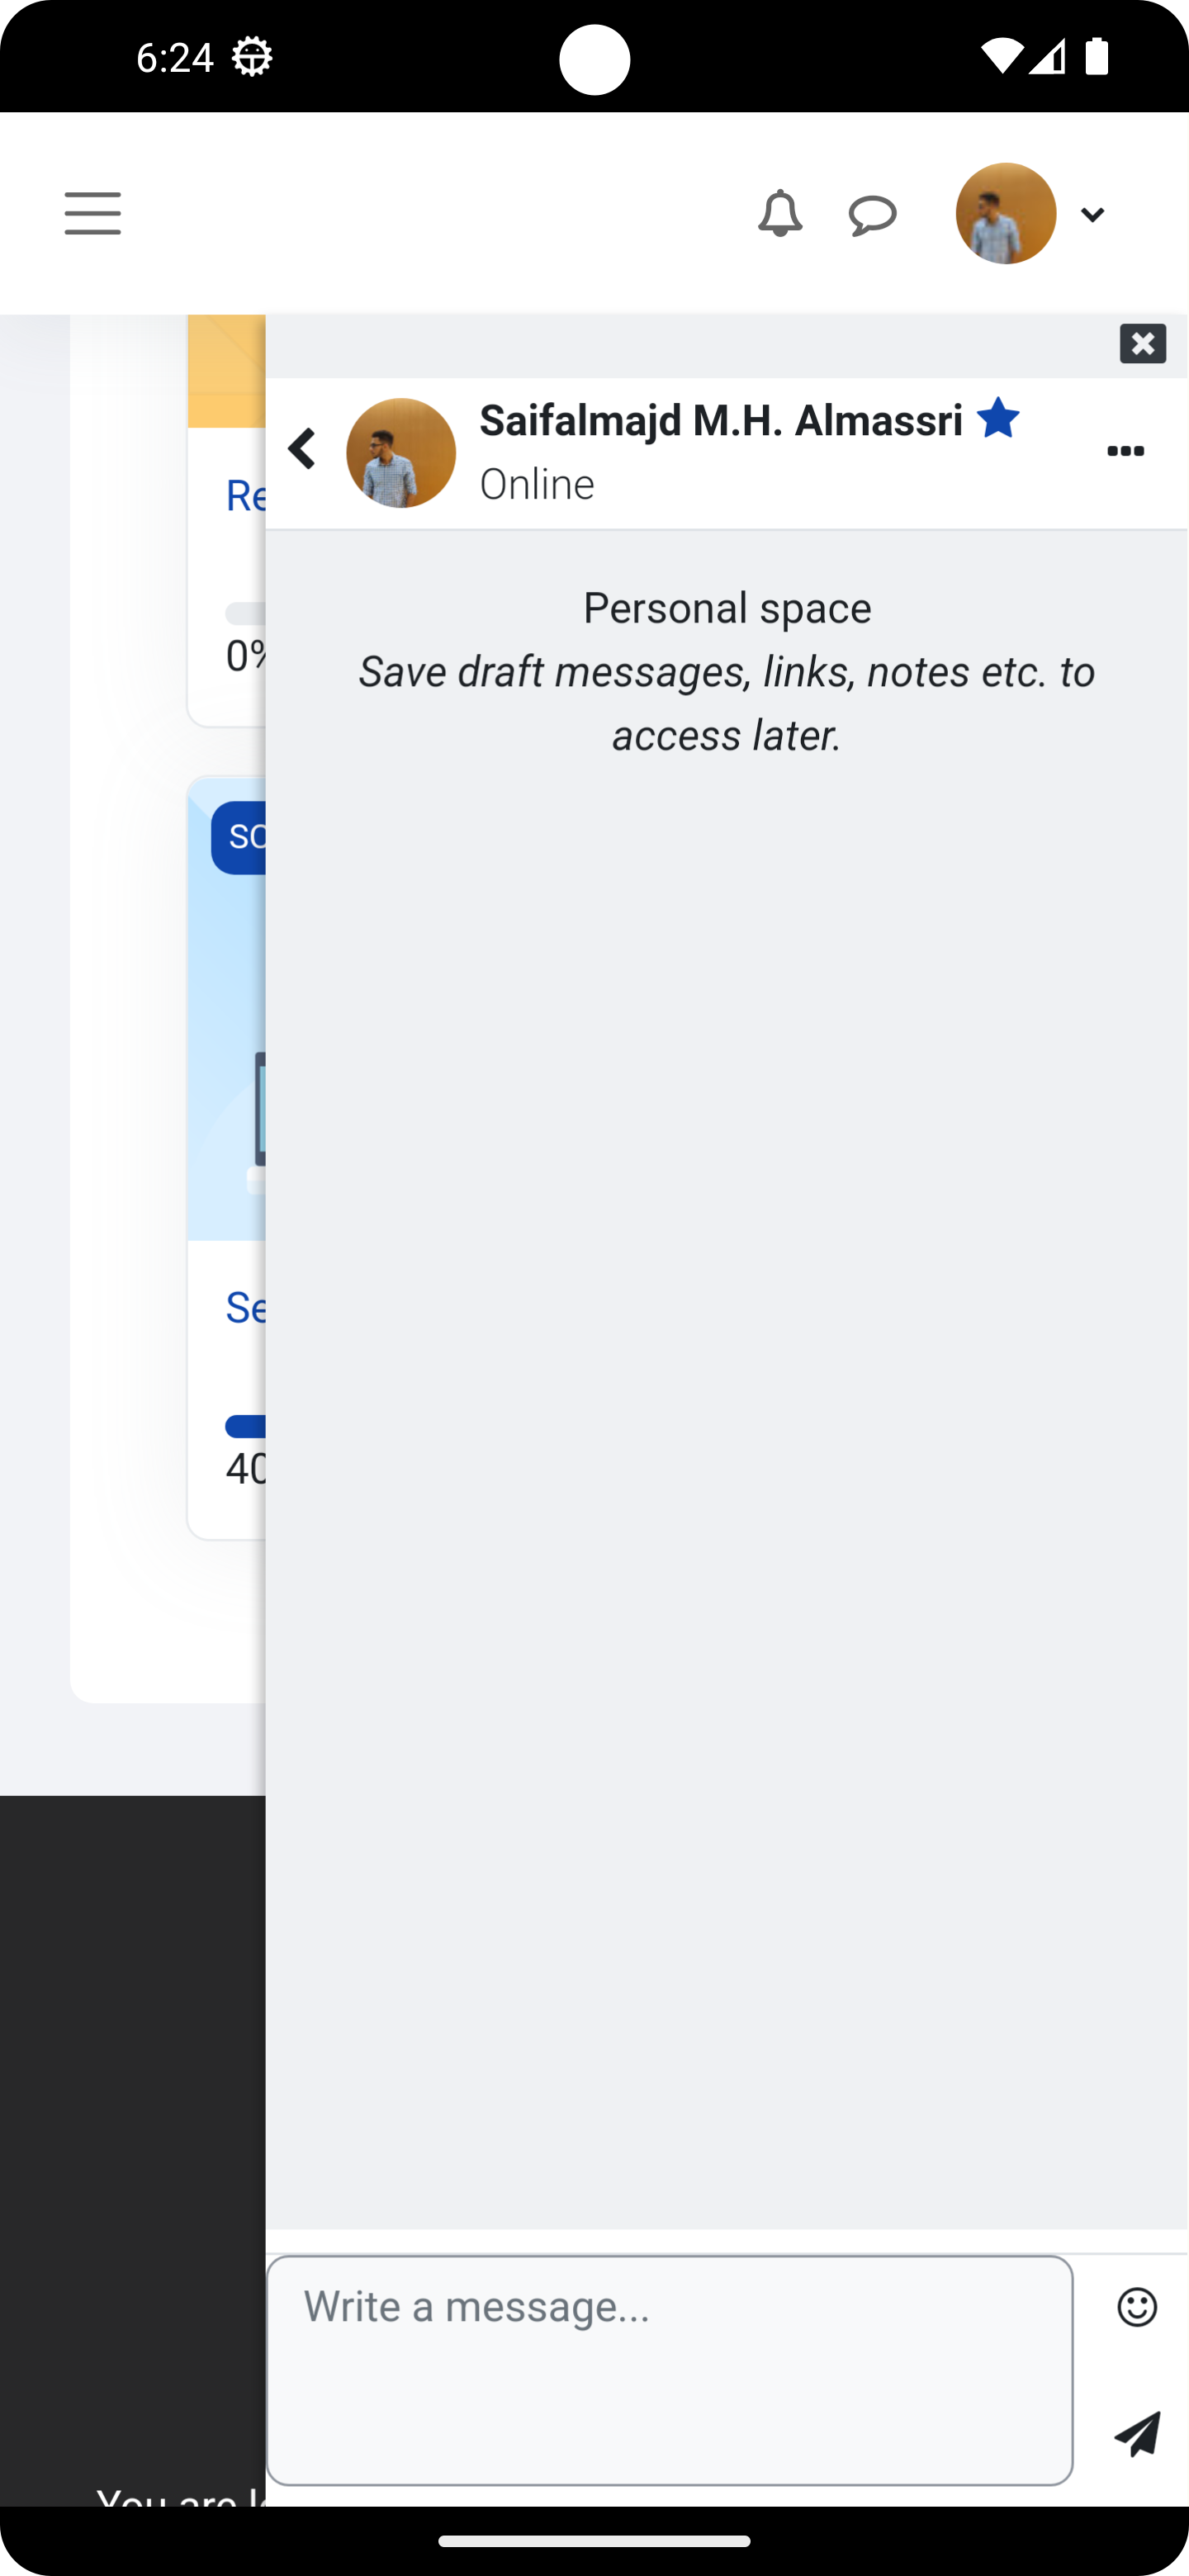 6:24
Saifalmajd M.H. Almassri
Online
Personal space
Save draft messages, links, notes etc. to
access later.
Re
0%
SC
Se
40
Write a message...
You are l